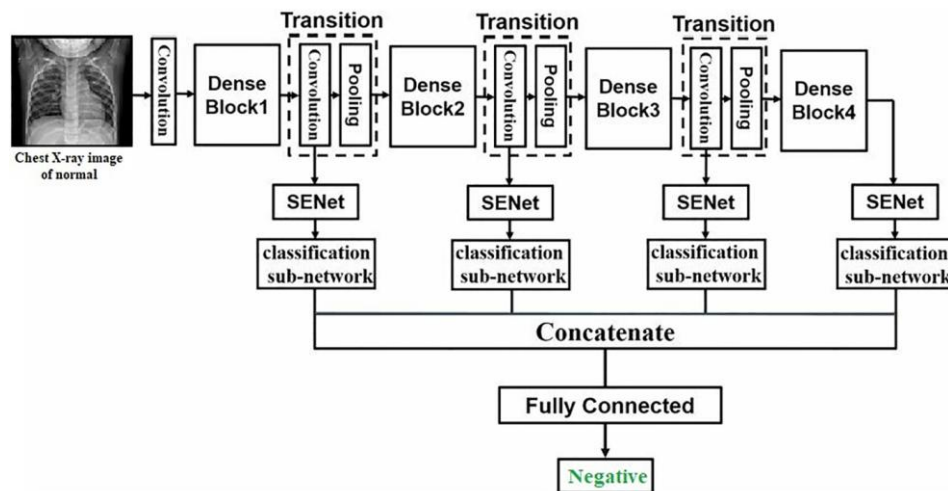 Transition
Transition
Transition
Convolution
Dense
Block1
Convolution
Pooling
Dense
Block2
Convolution
Pooling
Dense
Block3
Convolution
Pooling
Dense
Block4
Chest X-ray image
of normal
SENet
SENet
SENet
SENet
classification
sub-network
classification
sub-network
classification
sub-network
classification
sub-network
Concatenate
Fully Connected
Negative